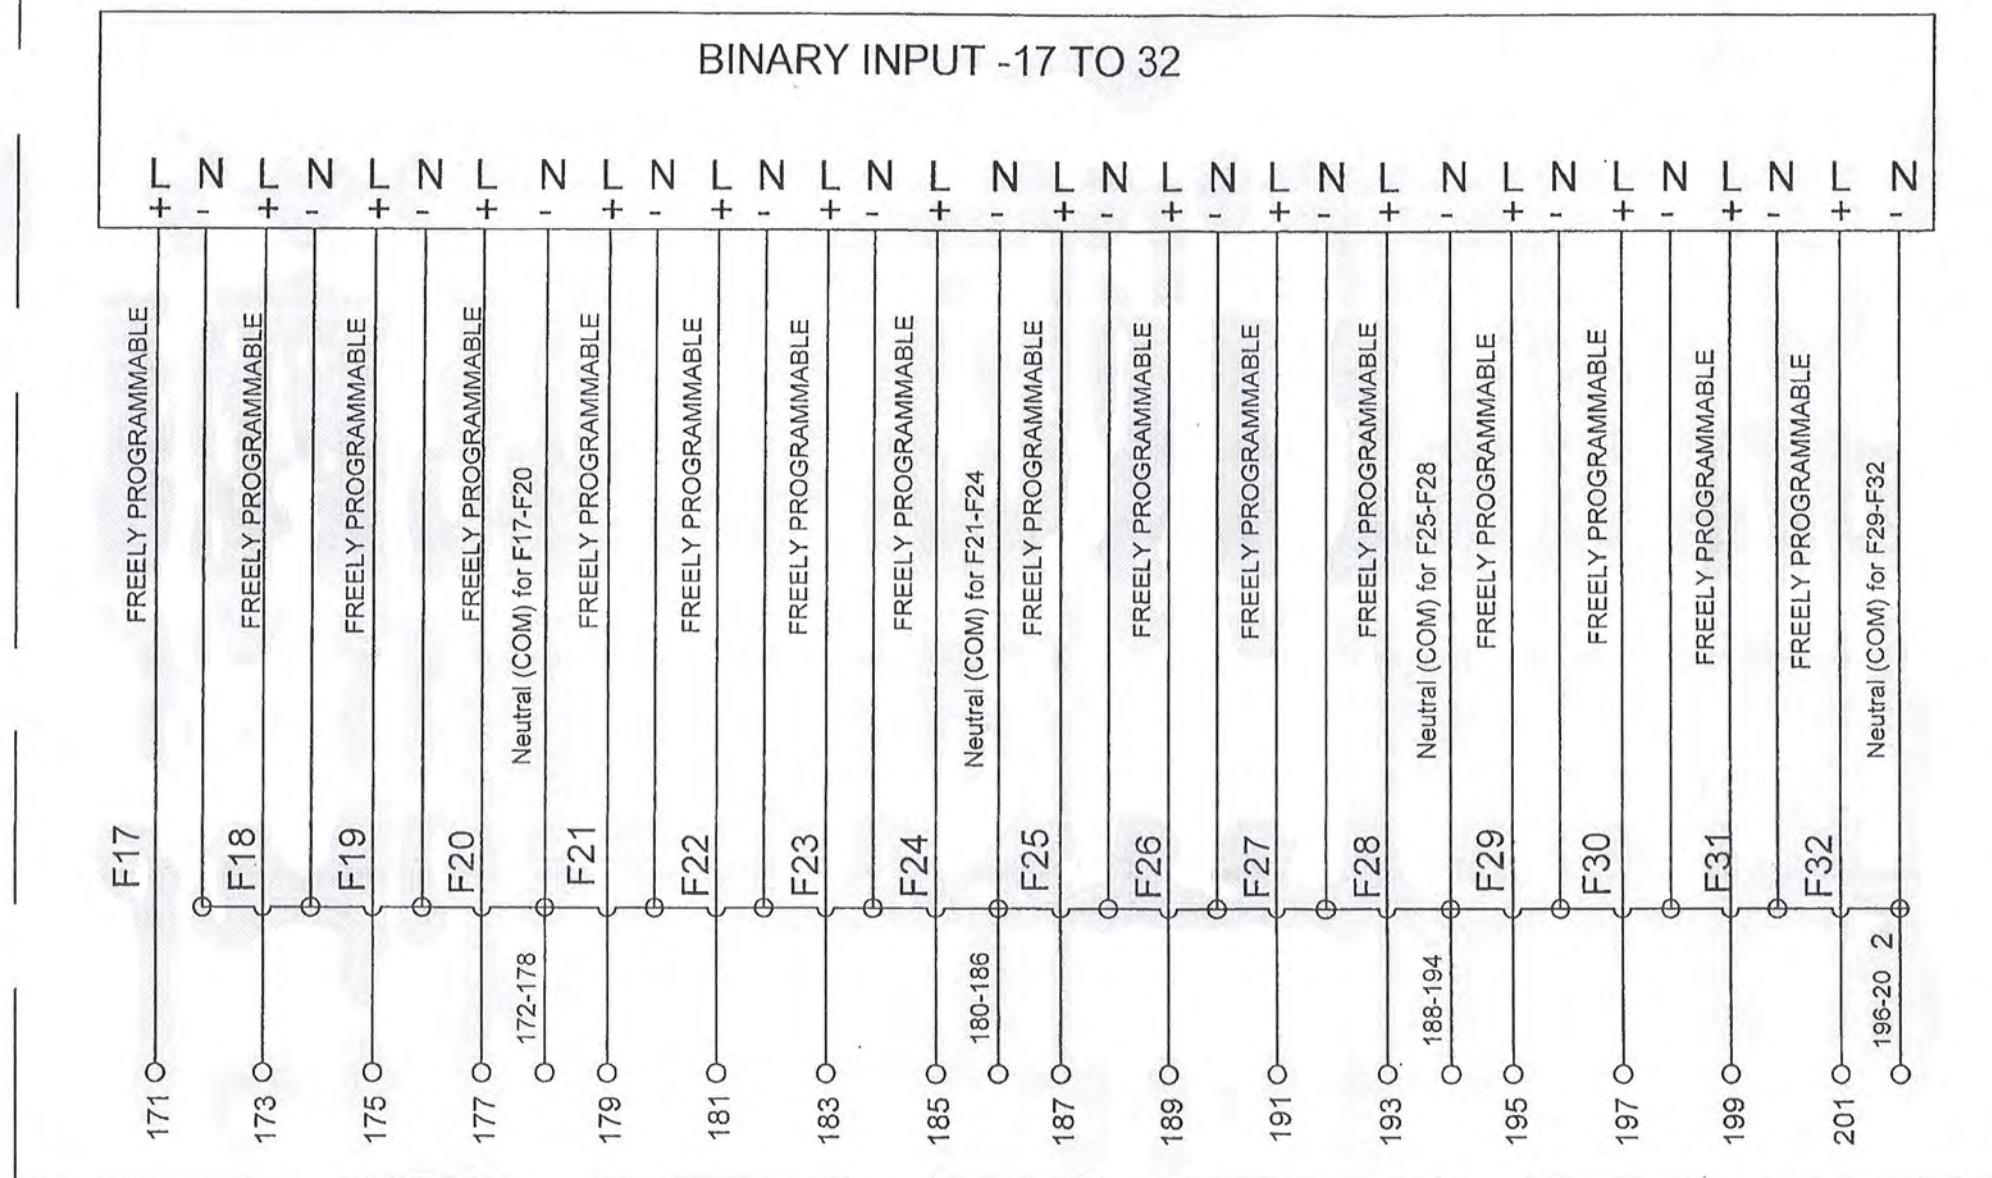 BINARY INPUT -17 TO 32
L N L N L N L N L N L N L N L N L N L N L N L N L N L N L N L N
+ - + - + - + - + - + - + - + - + - + - + - + - + - + - + - + -
FREELY PROGRAMMABLE
FREELY PROGRAMMABLE
FREELY PROGRAMMABLE
FREELY PROGRAMMABLE
Neutral (COM) for F17-F20
FREELY PROGRAMMABLE
FREELY PROGRAMMABLE
FREELY PROGRAMMABLE
FREELY PROGRAMMABLE
Neutral (COM) for F21-F24
FREELY PROGRAMMABLE
FREELY PROGRAMMABLE
FREELY PROGRAMMABLE
FREELY PROGRAMMABLE
Neutral (COM) for F25-F28
FREELY PROGRAMMABLE
FREELY PROGRAMMABLE
FREELY PROGRAMMABLE
FREELY PROGRAMMABLE
Neutral (COM) for F29-F32
F17
F18
F19
F20
F21
F22
F23
F24
F25
F26
F27
F28
F29
F30
F31
F32
172-178
180-186
188-194
196-20 2
171
173
175
177
179
181
183
185
187
189
191
193
195
197
199
201